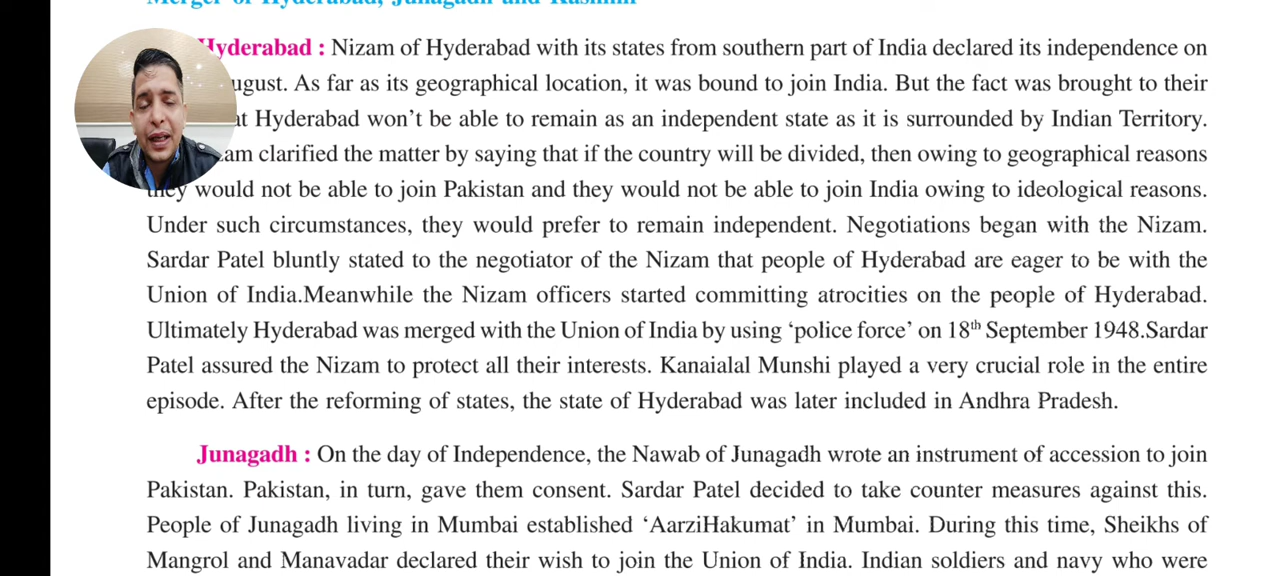 Merger of Hyderabad, Junagadh and Kashmir
Hyderabad : Nizam of Hyderabad with its states from southern part of India declared its independence on
ugust. As far as its geographical location, it was bound to join India. But the fact was brought to their
at Hyderabad won't be able to remain as an independent state as it is surrounded by Indian Territory.
am clarified the matter by saying that if the country will be divided, then owing to geographical reasons
they would not be able to join Pakistan and they would not be able to join India owing to ideological reasons.
Under such circumstances, they would prefer to remain independent. Negotiations began with the Nizam.
Sardar Patel bluntly stated to the negotiator of the Nizam that people of Hyderabad are eager to be with the
Union of India.Meanwhile the Nizam officers started committing atrocities on the people of Hyderabad.
Ultimately Hyderabad was merged with the Union of India by using 'police force' on 18th September 1948.Sardar
Patel assured the Nizam to protect all their interests. Kanaialal Munshi played a very crucial role in the entire
episode. After the reforming of states, the state of Hyderabad was later included in Andhra Pradesh.
Junagadh : On the day of Independence, the Nawab of Junagadh wrote an instrument of accession to join
Pakistan. Pakistan, in turn, gave them consent. Sardar Patel decided to take counter measures against this.
People of Junagadh living in Mumbai established 'AarziHakumat' in Mumbai. During this time, Sheikhs of
Mangrol and Manavadar declared their wish to join the Union of India. Indian soldiers and navy who were